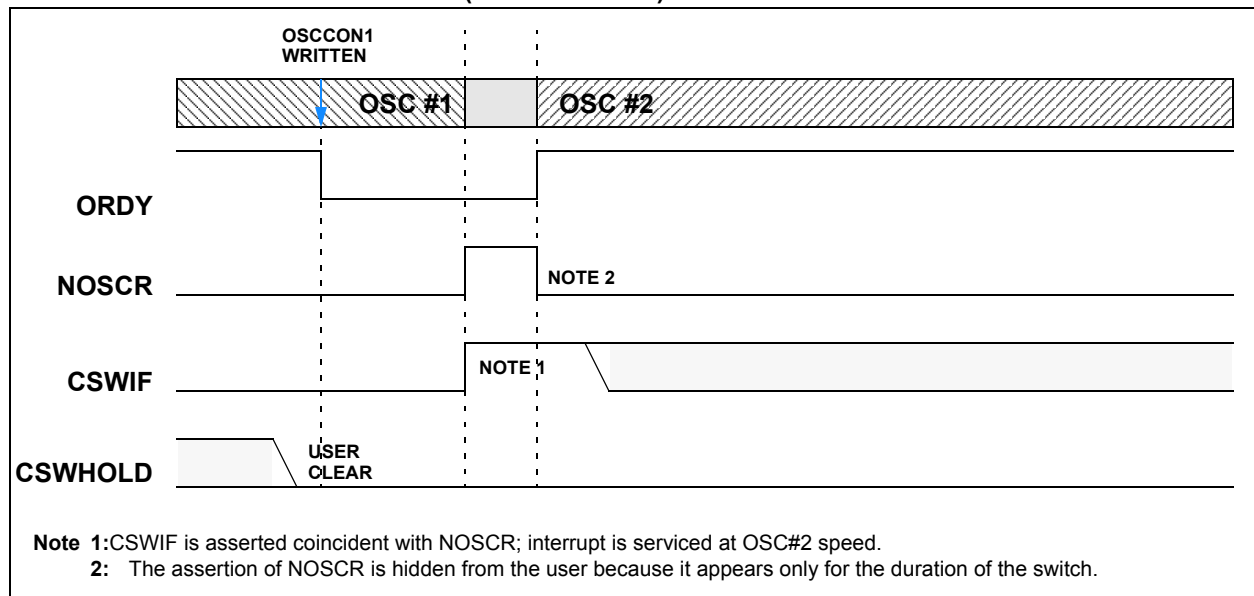 OSCCON1
WRITTEN
OSC #1
OSC #2
ORDY
NOSCR
NOTE 2
CSWIF
NOTE 1
CSWHOLD
USER
CLEAR
Note 1:CSWIF is asserted coincident with NOSCR; interrupt is serviced at OSC#2 speed.
2: The assertion of NOSCR is hidden from the user because it appears only for the duration of the switch.